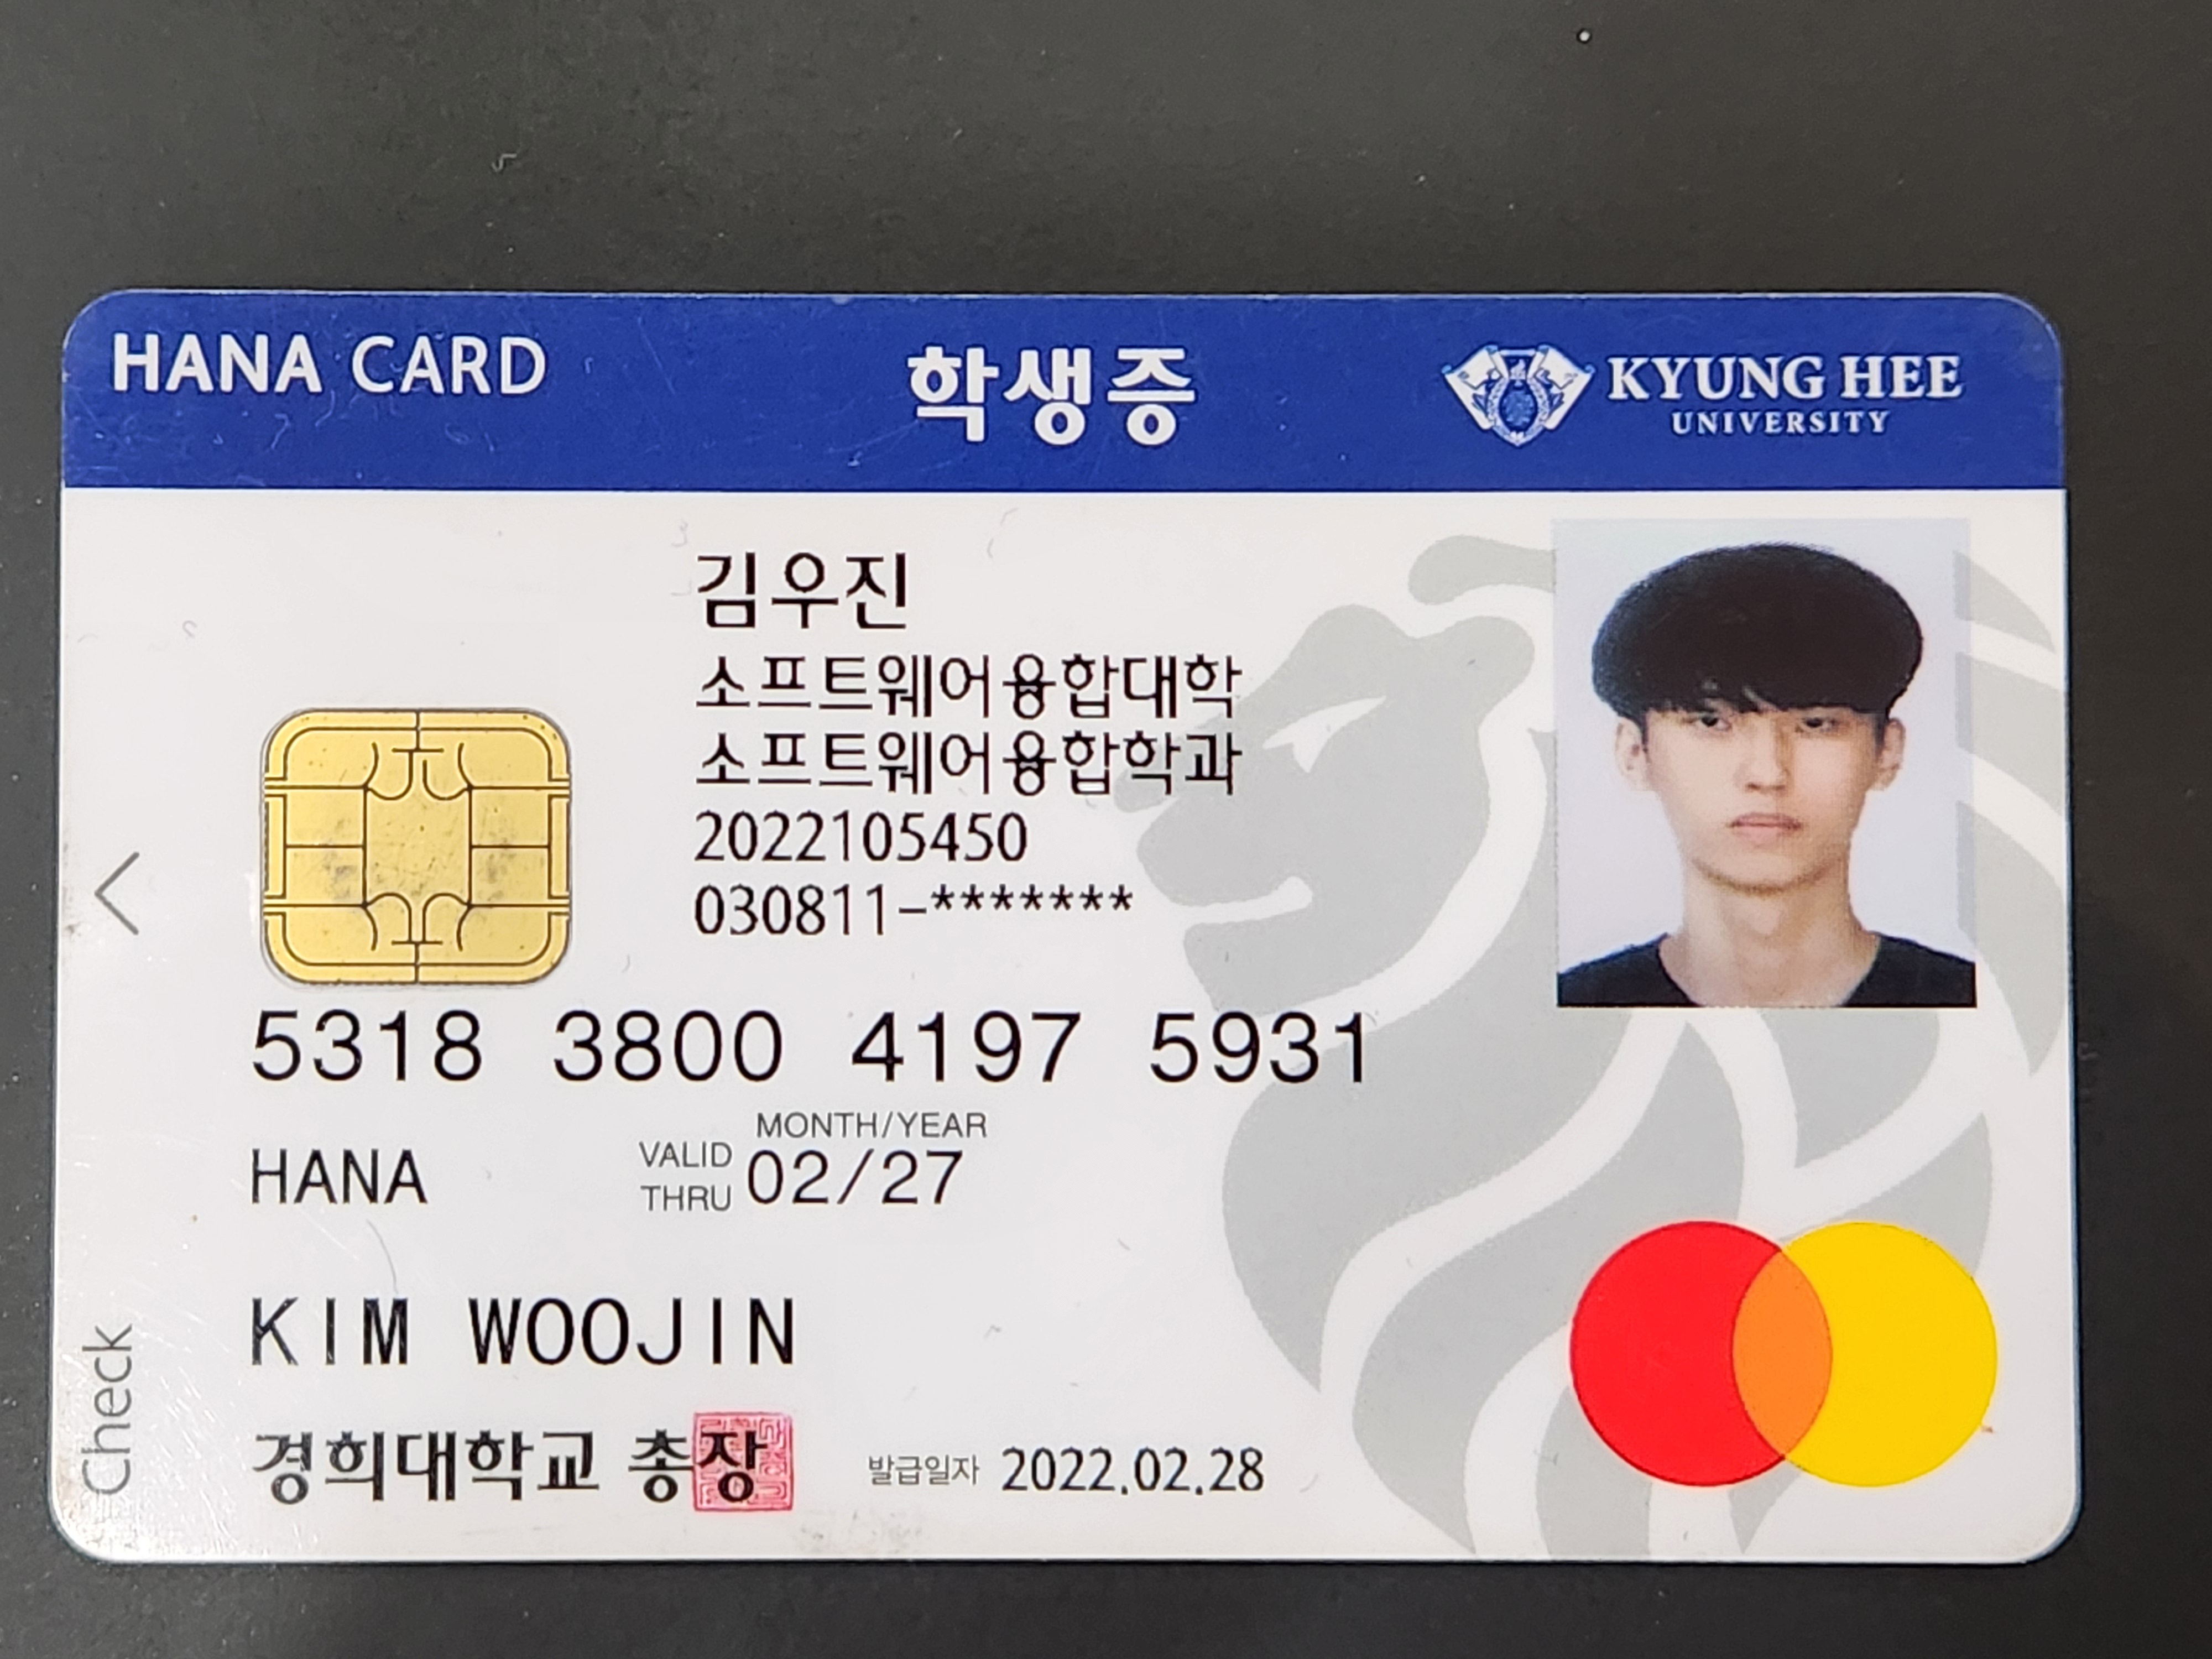 HANA CARD
학생증
KYUNG HEE
UNIVERSITY
김우진
소프트웨어융합대학
소프트웨어융합학과
2022105450
030811-*******
5318 3800 4197 5931
MONTH/YEAR
HANA VALID THRU 02/27
KIM WOOJIN
Check
경희대학교 총장
발급일자 2022.02.28